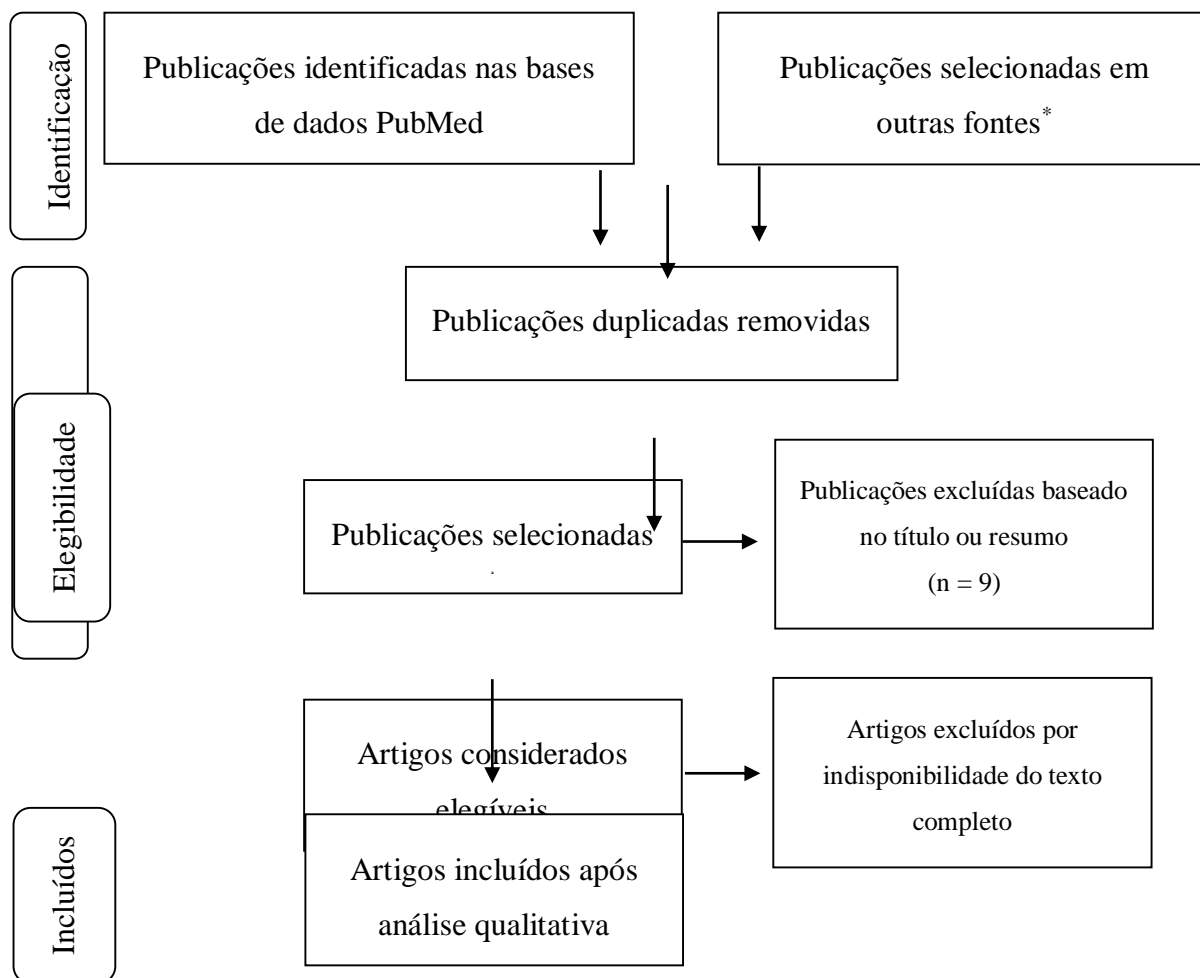 Identificação
Publicações identificadas nas bases
de dados PubMed
Publicações selecionadas em
outras fontes*
Publicações duplicadas removidas
Elegibilidade
Publicações selecionadas
Publicações excluídas baseado
no título ou resumo
(n = 9)
Artigos considerados
elegíveis
Artigos excluídos por
indisponibilidade do texto
completo
Incluídos
Artigos incluídos após
análise qualitativa